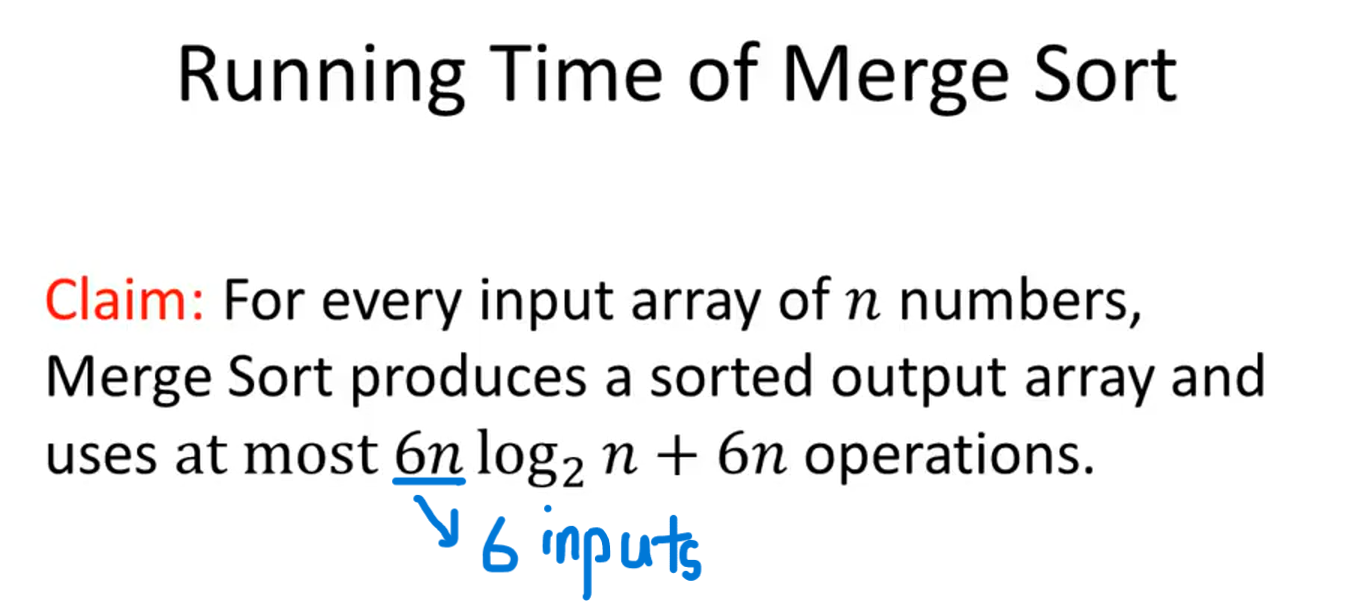 Running Time of Merge Sort
Claim: For every input array of n numbers,
Merge Sort produces a sorted output array and
uses at most 6n log₂ n + 6n operations.
6 inputs